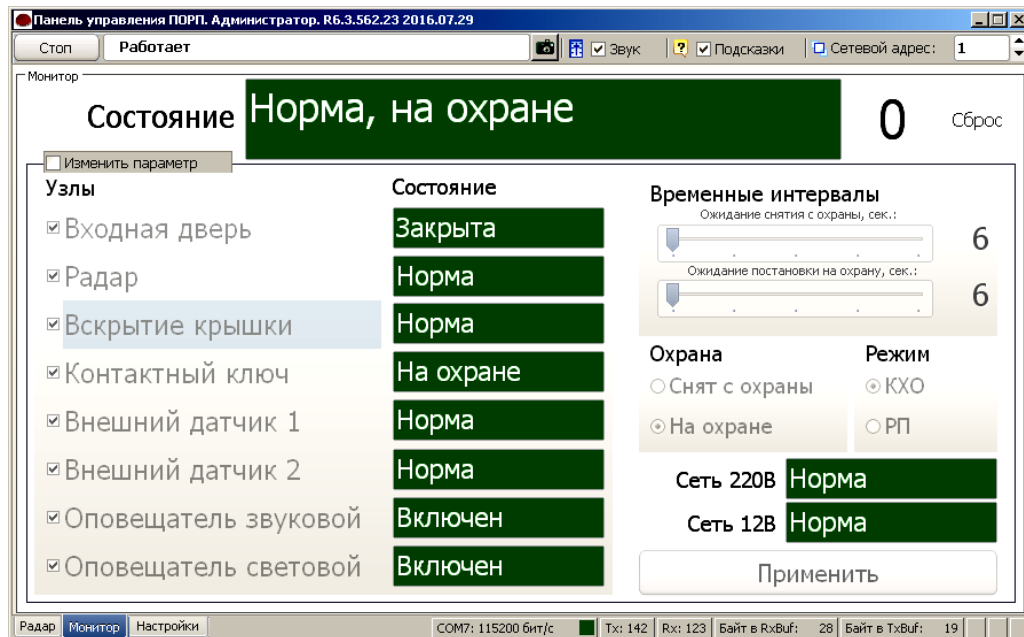 Панель управления ПОРП. Администратор. R6.3.562.23 2016.07.29
Стоп Работает Звук Подсказки Сетевой адрес: 1
Монитор
Состояние Норма, на охране 0 Сброс
Изменить параметр
Узлы Состояние Временные интервалы
Ожидание снятия с охраны, сек.:
Входная дверь Закрыта 6
Ожидание постановки на охрану, сек.:
Радар Норма 6
Вскрытие крышки Норма
Охрана Режим
Контактный ключ На охране Снят с охраны КХО
Внешний датчик 1 Норма На охране РП
Внешний датчик 2 Норма Сеть 220В Норма
Оповещатель звуковой Включен Сеть 12В Норма
Оповещатель световой Включен Применить
Радар Монитор Настройки COM7: 115200 бит/с Tx: 142 Rx: 123 Байт в RxBuf: 28 Байт в TxBuf: 19